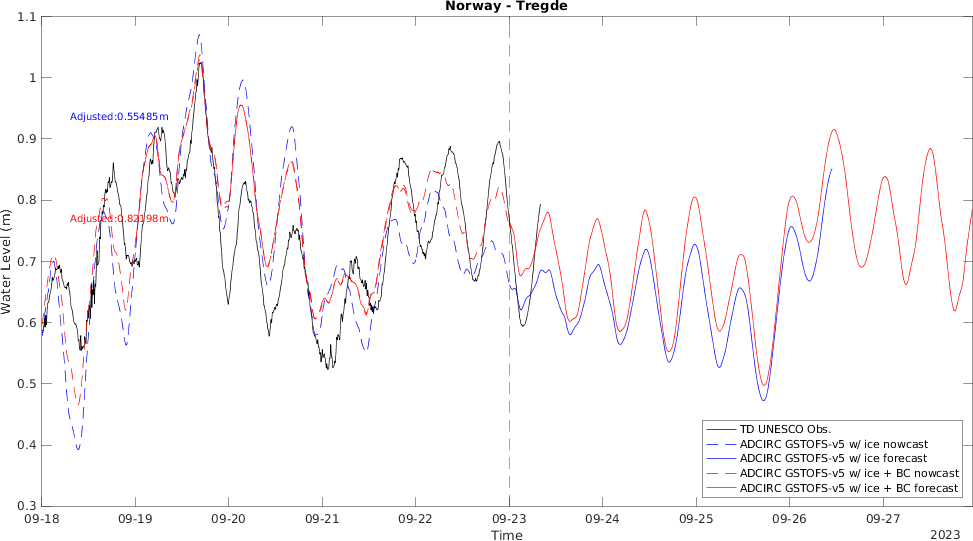 Norway - Tregde
1.1
1
0.9
0.8
0.7
0.6
0.5
0.4
0.3
Water Level (m)
Adjusted:0.55485m
Adjusted:0.82198m
TD UNESCO Obs.
ADCIRC GSTOFS-v5 w/ ice nowcast
ADCIRC GSTOFS-v5 w/ ice forecast
ADCIRC GSTOFS-v5 w/ ice + BC nowcast
ADCIRC GSTOFS-v5 w/ ice + BC forecast
09-18 09-19 09-20 09-21 09-22 09-23 09-24 09-25 09-26 09-27
Time
2023